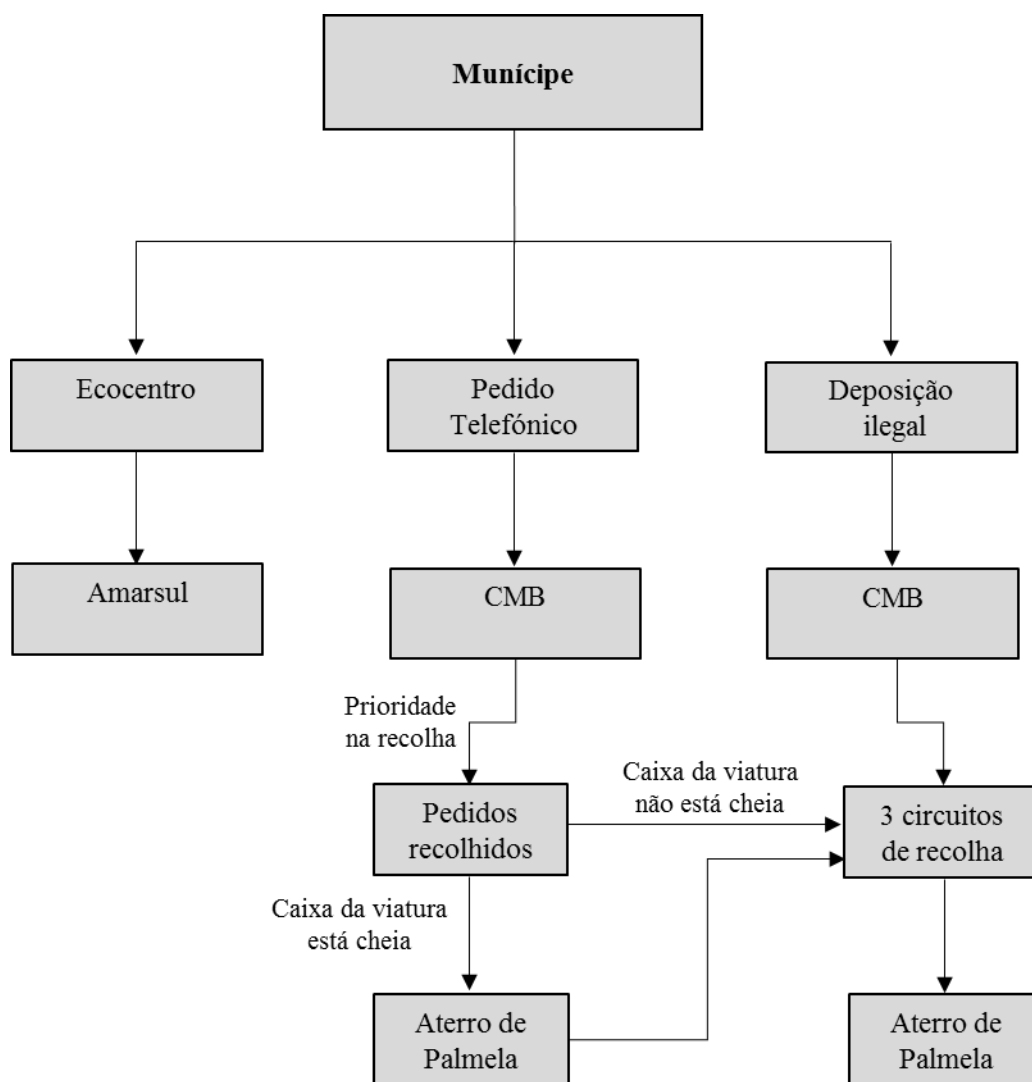 Munícipe
Ecocentro
Pedido
Telefónico
Deposição
ilegal
Amarsul
CMB
CMB
Prioridade
na recolha
Pedidos
recolhidos
Caixa da viatura
não está cheia
3 circuitos
de recolha
Caixa da viatura
está cheia
Aterro de
Palmela
Aterro de
Palmela